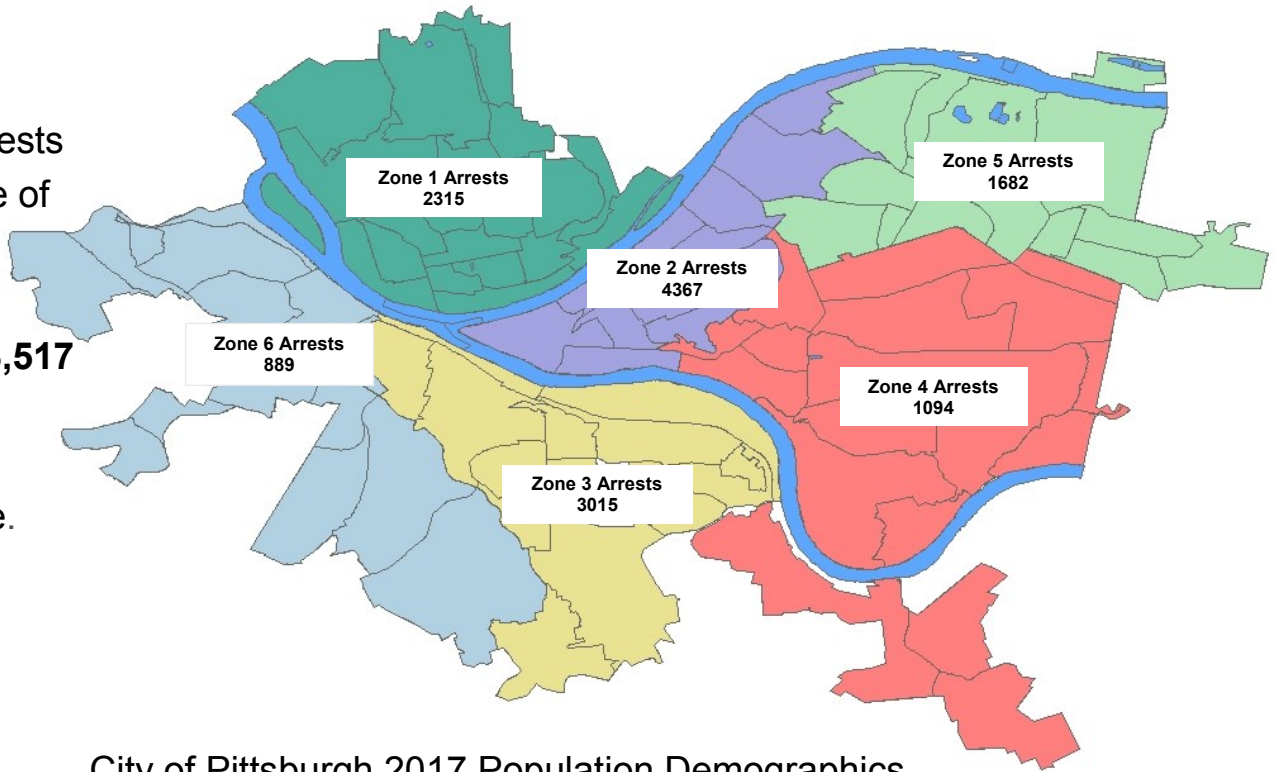 Zone 1 Arrests
2315
Zone 5 Arrests
1682
Zone 2 Arrests
4367
Zone 6 Arrests
889
Zone 4 Arrests
1094
Zone 3 Arrests
3015
of
,517
City of Pittsburgh 2017 Population Demographics